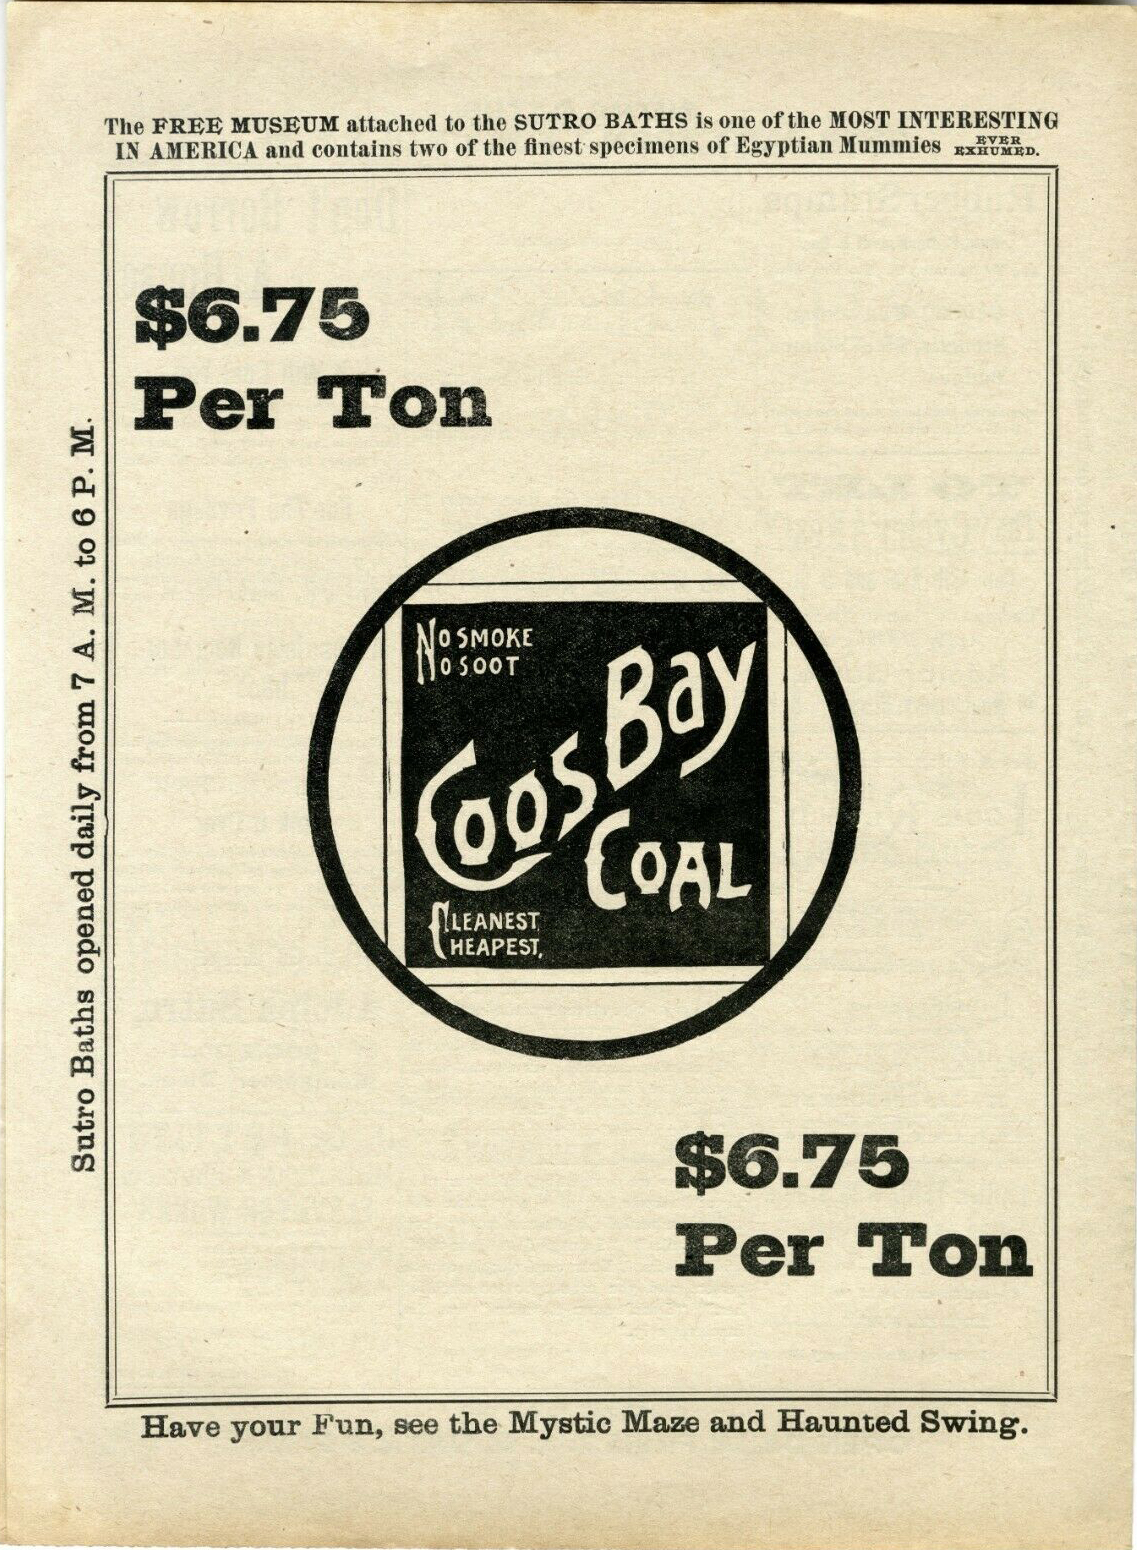 The FREE MUSEUM attached to the SUTRO BATHS is one of the MOST INTERESTING
IN AMERICA and contains two of the finest specimens of Egyptian Mummies EVER EXHUMED.
Sutro Baths opened daily from 7 A. M. to 6 P. M.
$6.75
Per Ton
NO SMOKE
NO SOOT
COOS BAY
COAL
CLEANEST
CHEAPEST,
$6.75
Per Ton
Have your Fun, see the Mystic Maze and Haunted Swing.